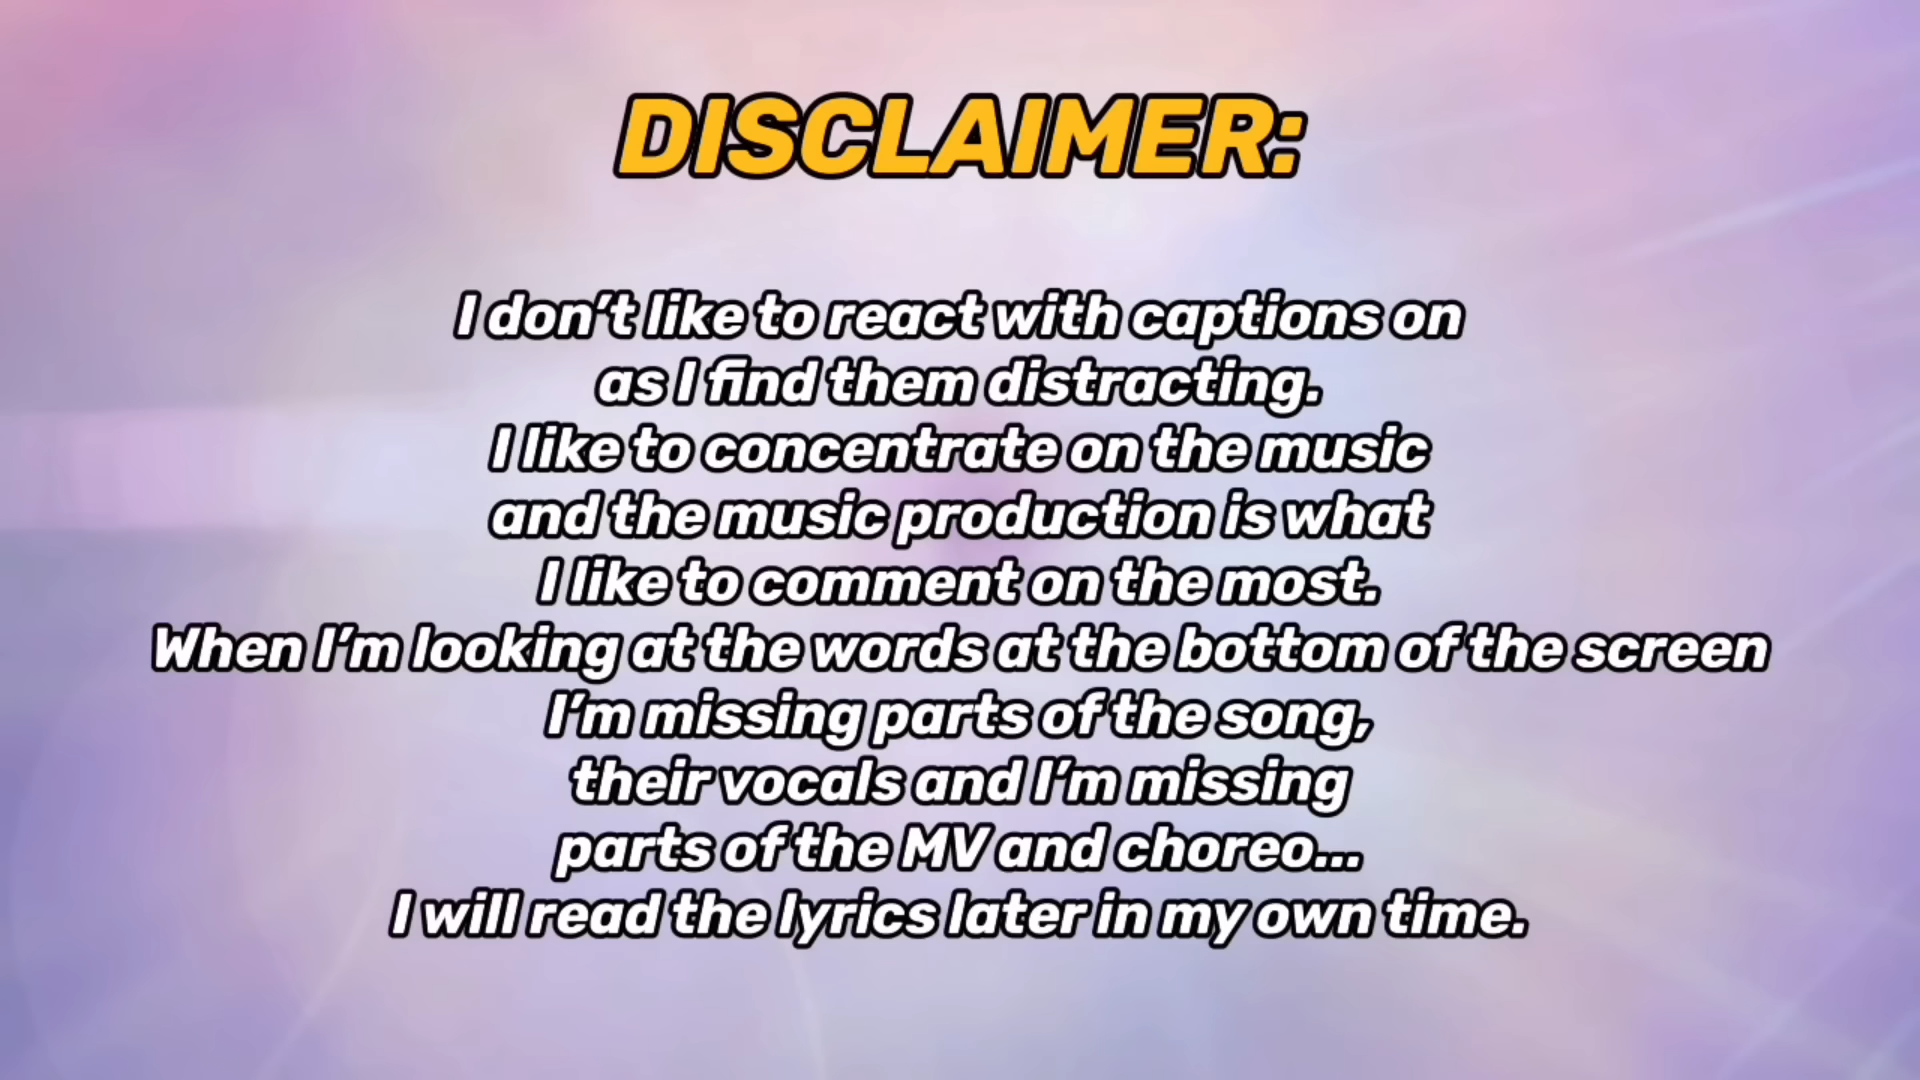 DISCLAIMER:
I don’t like to react with captions on
as I find them distracting.
I like to concentrate on the music
and the music production is what
I like to comment on the most.
When I’m looking at the words at the bottom of the screen
I’m missing parts of the song,
their vocals and I’m missing
parts of the MV and choreo...
I will read the lyrics later in my own time.